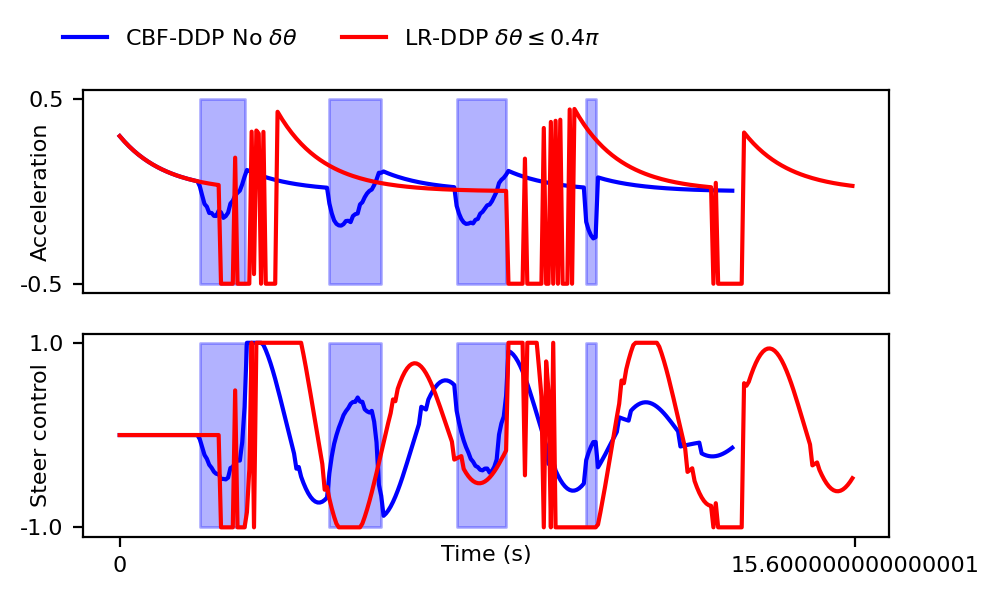 CBF-DDP No δθ LR-DDP δθ ≤ 0.4π
0.5
Acceleration
-0.5
1.0
Steer control
-1.0
Time (s)
0 15.600000000000001